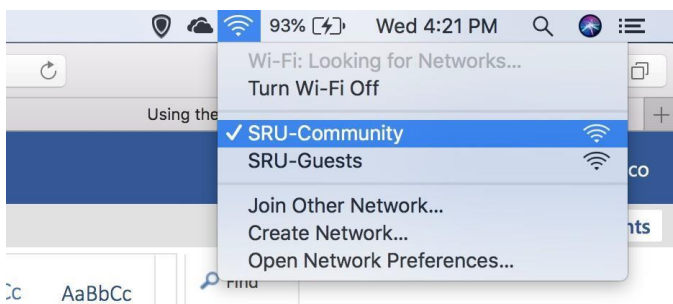 93% Wed 4:21 PM
Wi-Fi: Looking for Networks...
Turn Wi-Fi Off
Using the
✓ SRU-Community
SRU-Guests
co
Join Other Network...
Create Network...
nts
Open Network Preferences...
Cc AaBbCc
Find